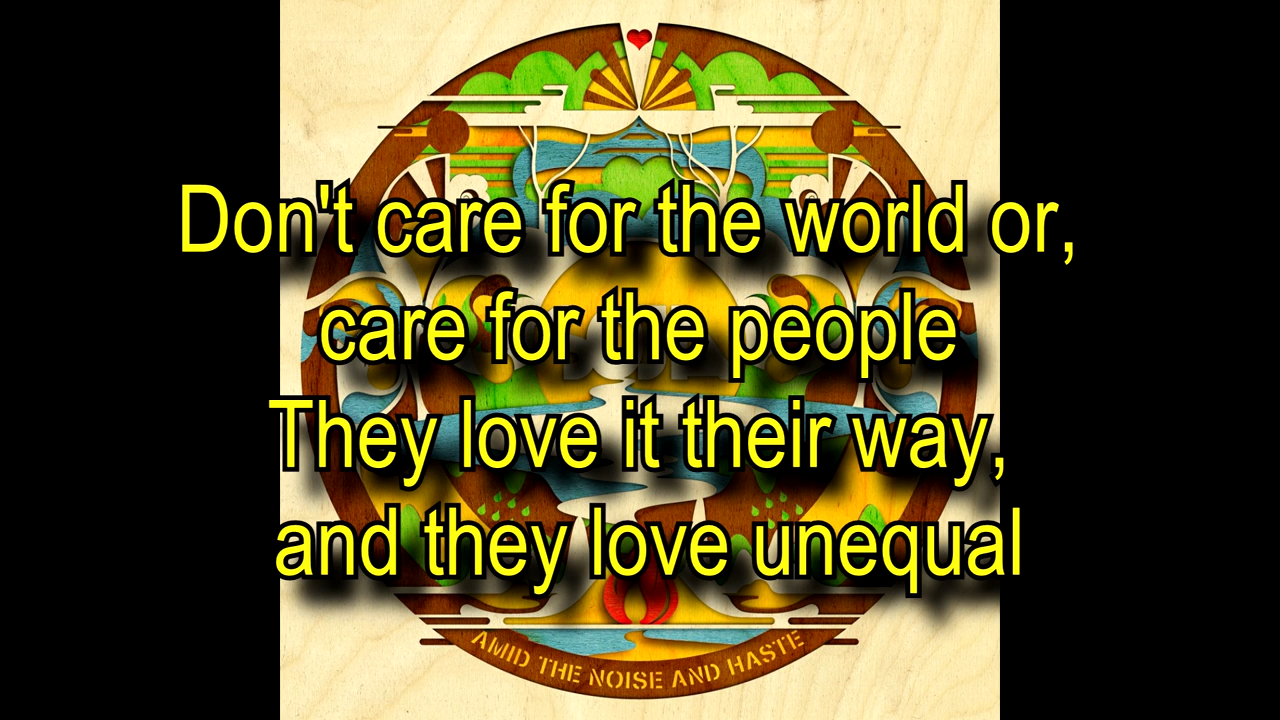 Don't care for the world or,
care for the people
They love it their way,
and they love unequal
AMID THE NOISE AND HASTE